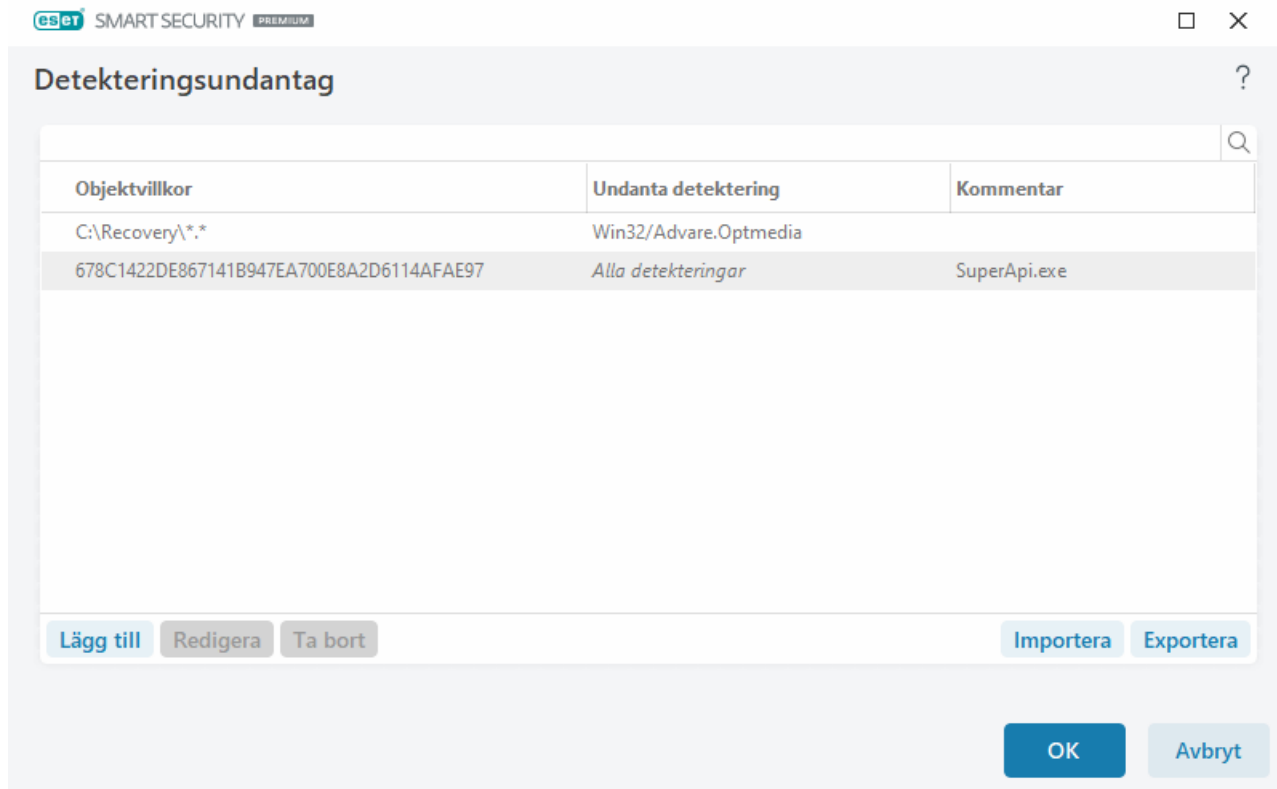 eset SMART SECURITY PREMIUM
Detekteringsundantag
?
Objektvillkor Undanta detektering Kommentar
C:\Recovery\*.* Win32/Advare.Optmedia
678C1422DE867141B947EA700E8A2D6114AFAE97 Alla detekteringar SuperApi.exe
Lägg till Redigera Ta bort Importera Exportera
OK Avbryt